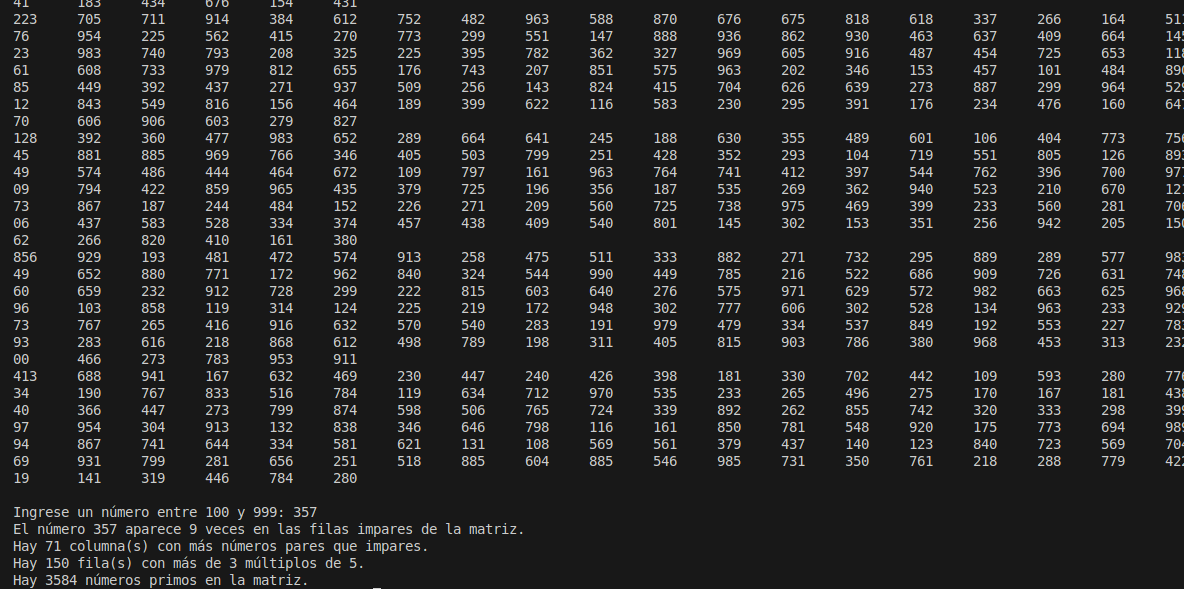 41 183 434 676 154 431
223 705 711 914 384 612 752 482 963 588 870 676 675 818 618 337 266 164 511
76 954 225 562 415 270 773 299 551 147 888 936 862 930 463 637 409 664 145
23 983 740 793 208 325 225 395 782 362 327 969 605 916 487 454 725 653 118
61 608 733 979 812 655 176 743 207 851 575 963 202 346 153 457 101 484 890
85 449 392 437 271 937 509 256 143 824 415 704 626 639 273 887 299 964 529
12 843 549 816 156 464 189 399 622 116 583 230 295 391 176 234 476 160 647
70 606 906 603 279 827
128 392 360 477 983 652 289 664 641 245 188 630 355 489 601 106 404 773 756
45 881 885 969 766 346 405 503 799 251 428 352 293 104 719 551 805 126 893
49 574 486 444 464 672 109 797 161 963 764 741 412 397 544 762 396 700 977
09 794 422 859 965 435 379 725 196 356 187 535 269 362 940 523 210 670 121
73 867 187 244 484 152 226 271 209 560 725 738 975 469 399 233 560 281 706
06 437 583 528 334 374 457 438 409 540 801 145 302 153 351 256 942 205 150
62 266 820 410 161 380
856 929 193 481 472 574 913 258 475 511 333 882 271 732 295 889 289 577 983
49 652 880 771 172 962 840 324 544 990 449 785 216 522 686 909 726 631 748
60 659 232 912 728 299 222 815 603 640 276 575 971 629 572 982 663 625 968
96 103 858 119 314 124 225 219 172 948 302 777 606 302 528 134 963 233 929
73 767 265 416 916 632 570 540 283 191 979 479 334 537 849 192 553 227 783
93 283 616 218 868 612 498 789 198 311 405 815 903 786 380 968 453 313 232
00 466 273 783 953 911
413 688 941 167 632 469 230 447 240 426 398 181 330 702 442 109 593 280 776
34 190 767 833 516 784 119 634 712 970 535 233 265 496 275 170 167 181 438
40 366 447 273 799 874 598 506 765 724 339 892 262 855 742 320 333 298 399
97 954 304 913 132 838 346 646 798 116 161 850 781 548 920 175 773 694 989
94 867 741 644 334 581 621 131 108 569 561 379 437 140 123 840 723 569 704
69 931 799 281 656 251 518 885 604 885 546 985 731 350 761 218 288 779 422
19 141 319 446 784 280
Ingrese un número entre 100 y 999: 357
El número 357 aparece 9 veces en las filas impares de la matriz.
Hay 71 columna(s) con más números pares que impares.
Hay 150 fila(s) con más de 3 múltiplos de 5.
Hay 3584 números primos en la matriz.